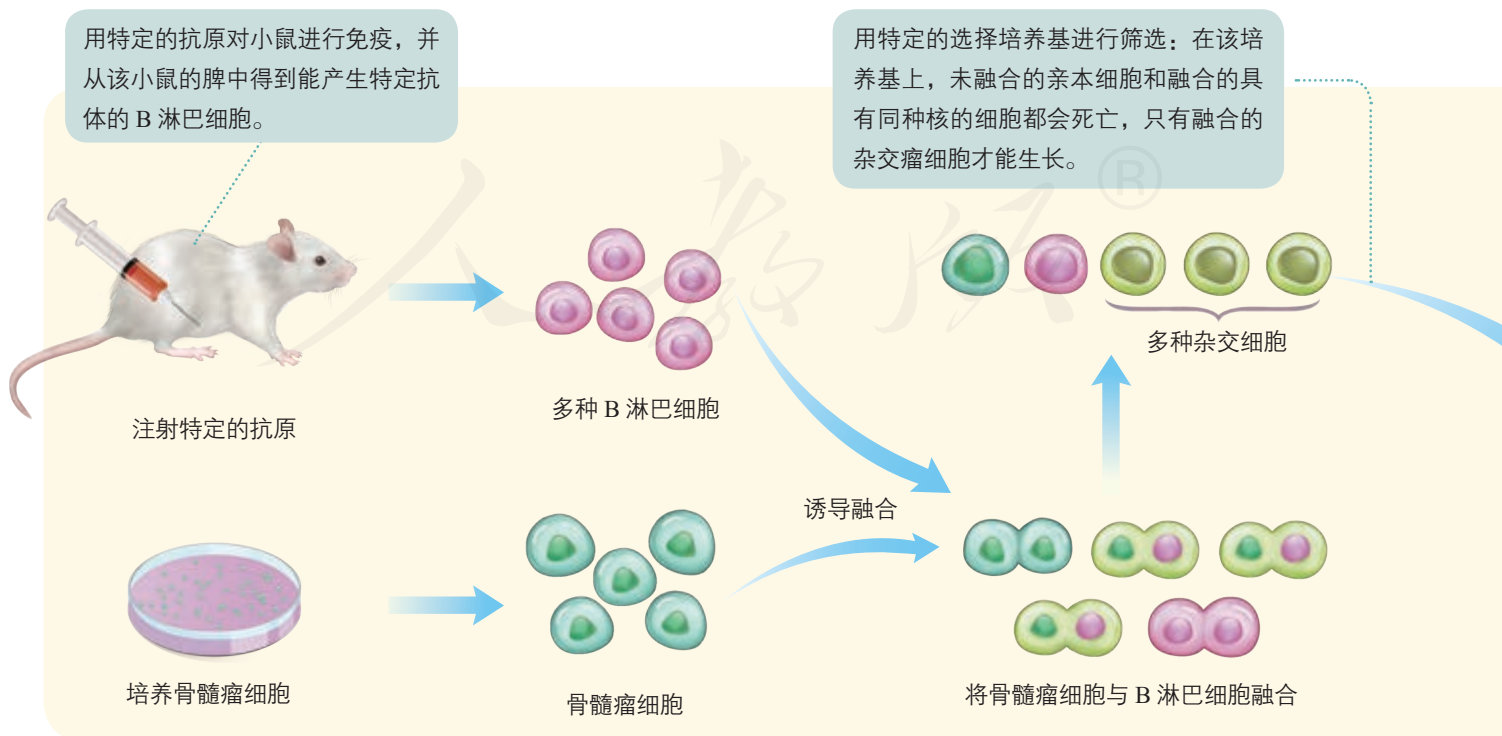 用特定的抗原对小鼠进行免疫，并
从该小鼠的脾中得到能产生特定抗
体的 B 淋巴细胞。
用特定的选择培养基进行筛选：在该培
养基上，未融合的亲本细胞和融合的具
有同种核的细胞都会死亡，只有融合的
杂交瘤细胞才能生长。
人教版®
多种杂交细胞
多种 B 淋巴细胞
注射特定的抗原
诱导融合
培养骨髓瘤细胞
骨髓瘤细胞
将骨髓瘤细胞与 B 淋巴细胞融合